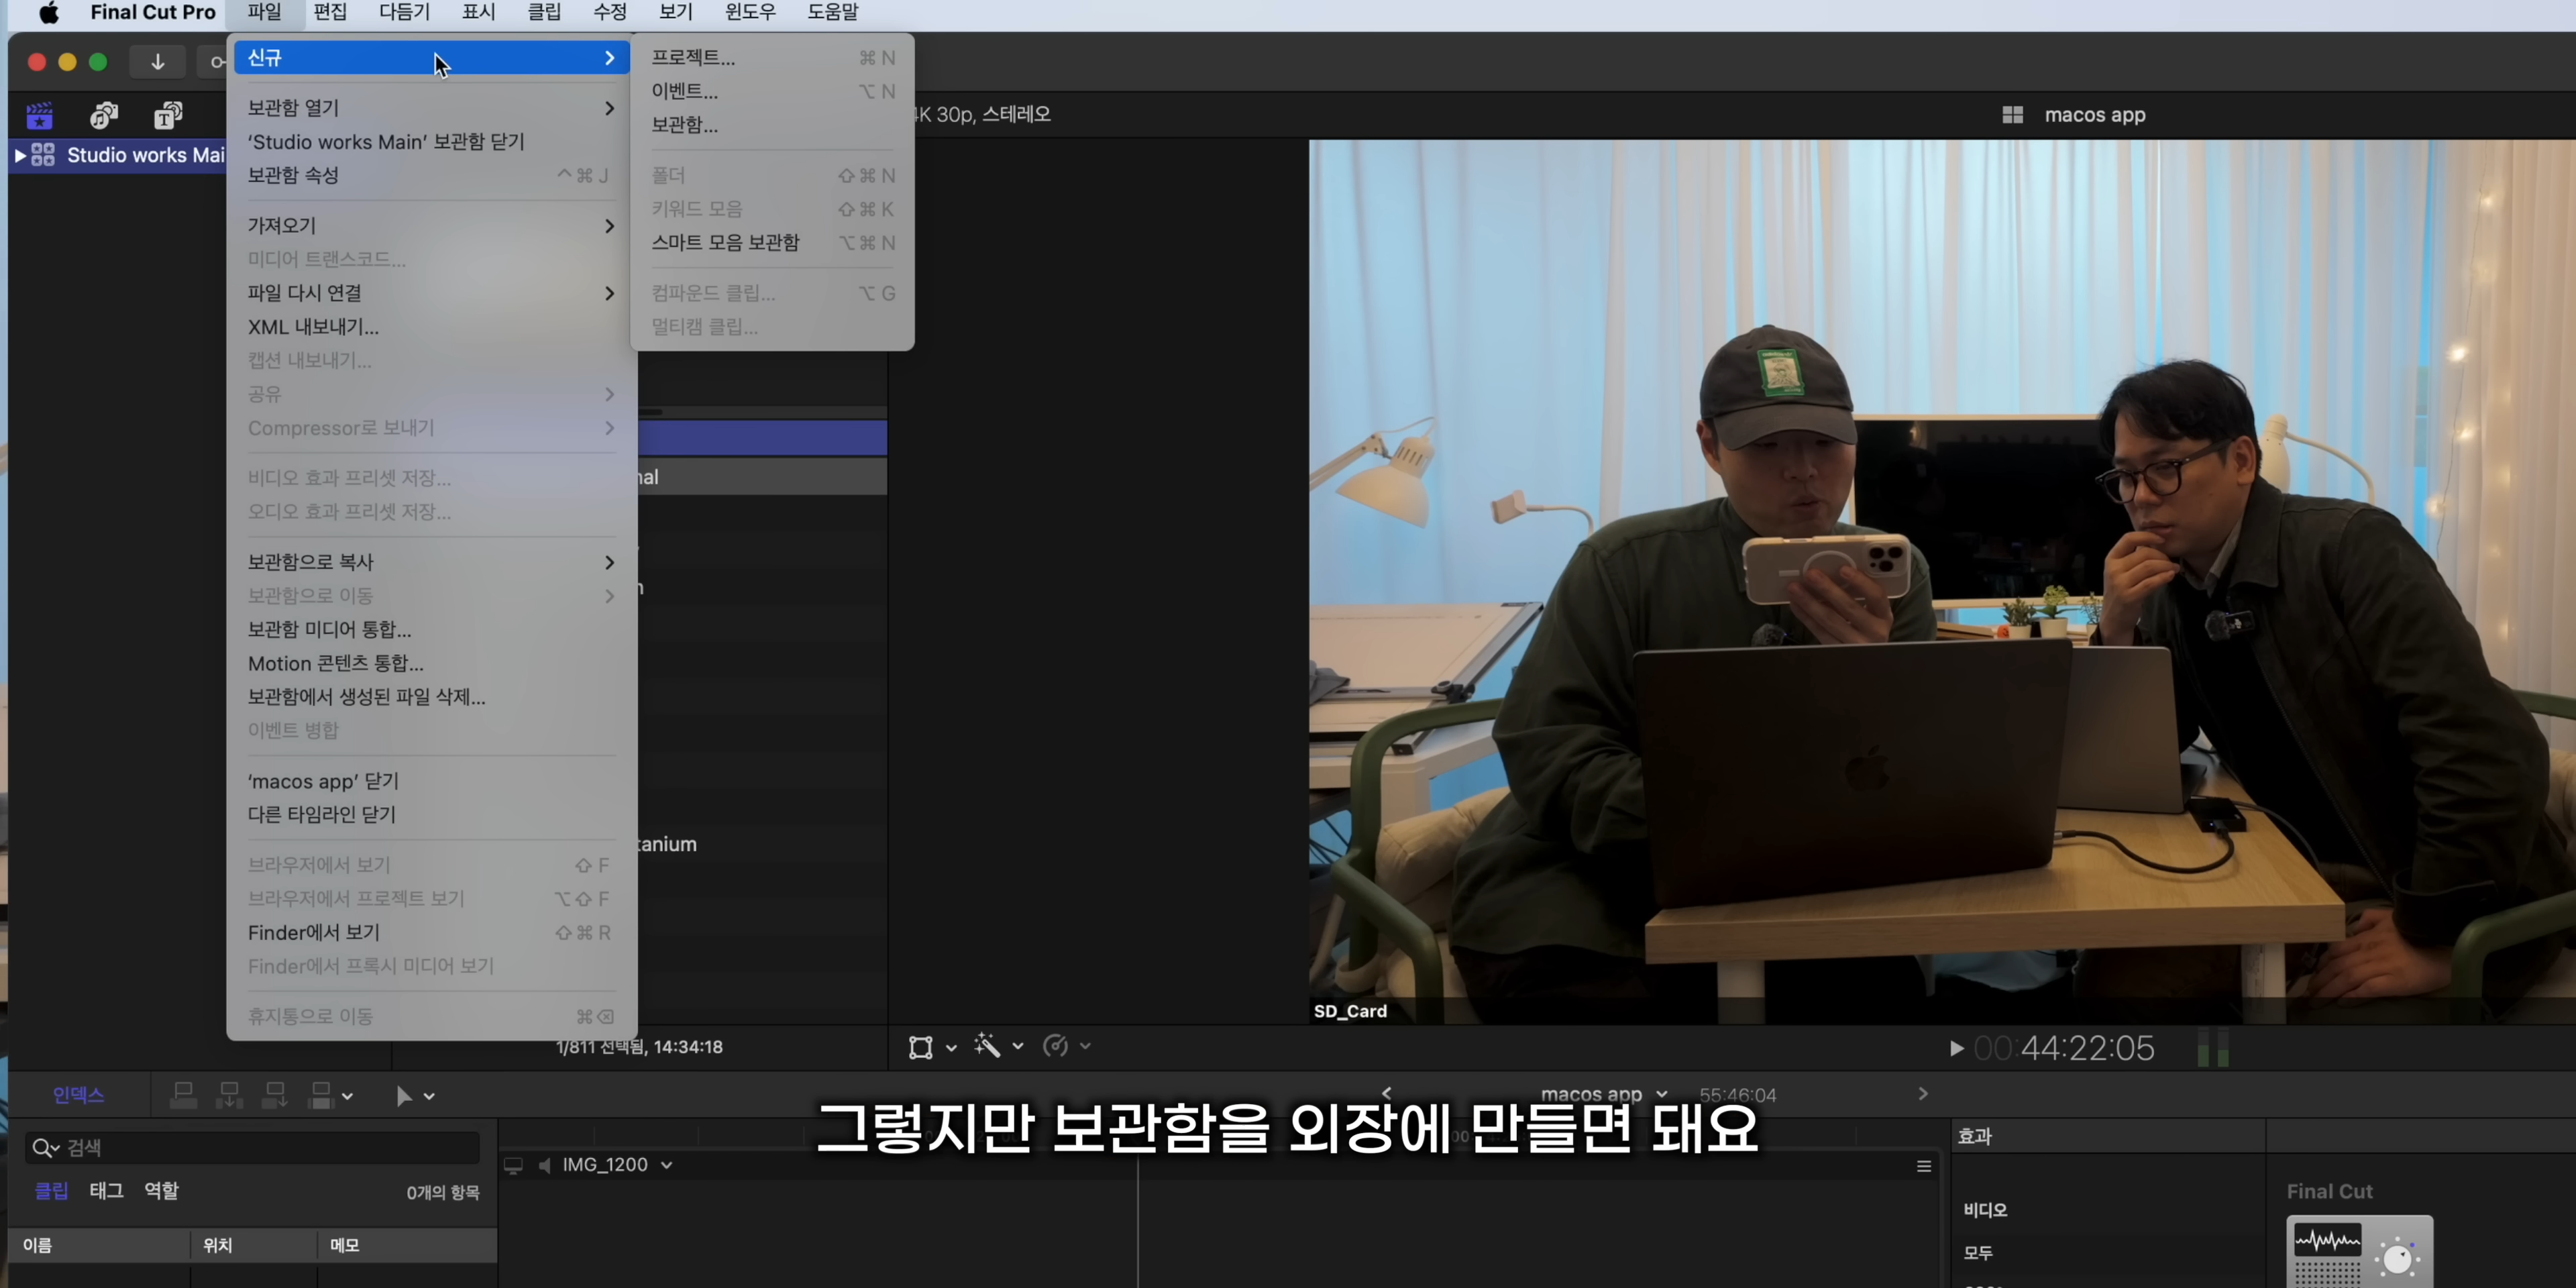 Final Cut Pro 파일 편집 다듬기 표시 클립 수정 보기 윈도우 도움말
신규
보관함 열기
‘Studio works Main’ 보관함 닫기
보관함 속성 ^⌘J
가져오기
미디어 트랜스코드...
파일 다시 연결
XML 내보내기...
캡션 내보내기...
공유
Compressor로 보내기
비디오 효과 프리셋 저장...
오디오 효과 프리셋 저장...
보관함으로 복사
보관함으로 이동
보관함 미디어 통합...
Motion 콘텐츠 통합...
보관함에서 생성된 파일 삭제...
이벤트 병합
‘macos app’ 닫기
다른 타임라인 닫기
브라우저에서 보기 ⇧F
브라우저에서 프로젝트 보기 ⌥⇧F
Finder에서 보기 ⇧⌘R
Finder에서 프록시 미디어 보기
휴지통으로 이동 ⌘⌫
프로젝트... ⌘N
이벤트... ⌥N
보관함...
폴더 ⇧⌘N
키워드 모음 ⇧⌘K
스마트 모음 보관함 ⌥⌘N
컴파운드 클립... ⌥G
멀티캠 클립...
Studio works Mai
4K 30p, 스테레오
macos app
nal
tanium
SD_Card
1/811 선택됨, 14:34:18
00:44:22:05
인덱스
macos app 55:46:04
그렇지만 보관함을 외장에 만들면 돼요
검색
IMG_1200
효과
클립 태그 역할 0개의 항목
Final Cut
비디오
이름 위치 메모
모두